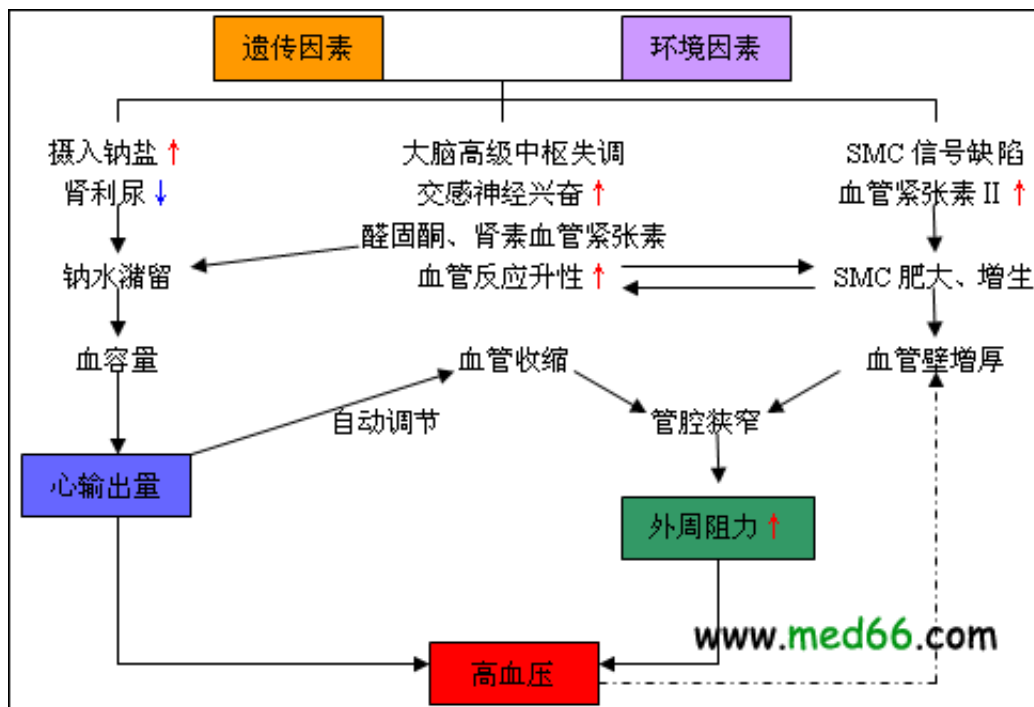 遗传因素
环境因素
摄入钠盐↑
大脑高级中枢失调
SMC 信号缺陷
肾利尿↓
交感神经兴奋↑
血管紧张素Ⅱ↑
醛固酮、肾素血管紧张素
钠水潴留
血管反应升性↑
SMC 肥大、增生
血容量
血管收缩
血管壁增厚
自动调节
管腔狭窄
心输出量
外周阻力↑
www.med66.com
高血压